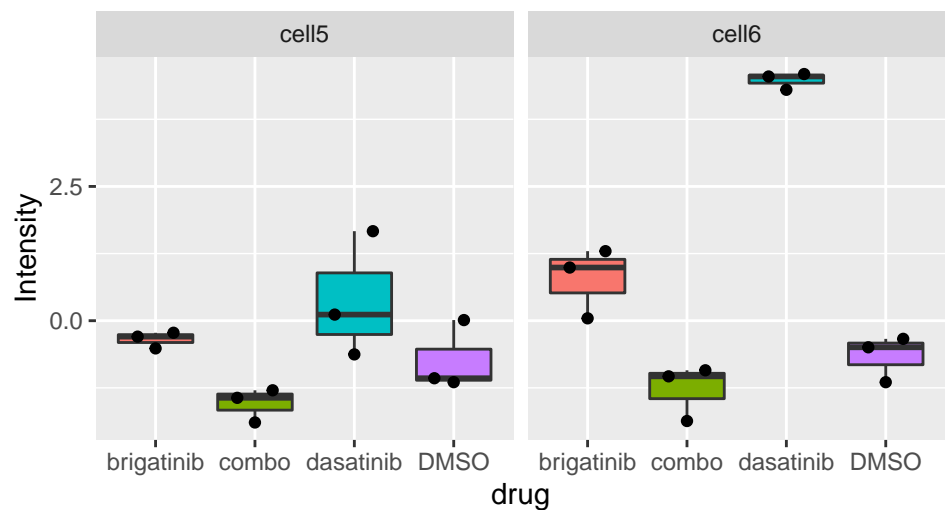 cell5 cell6
Intensity
2.5
0.0
brigatinib combo dasatinib DMSO brigatinib combo dasatinib DMSO
drug